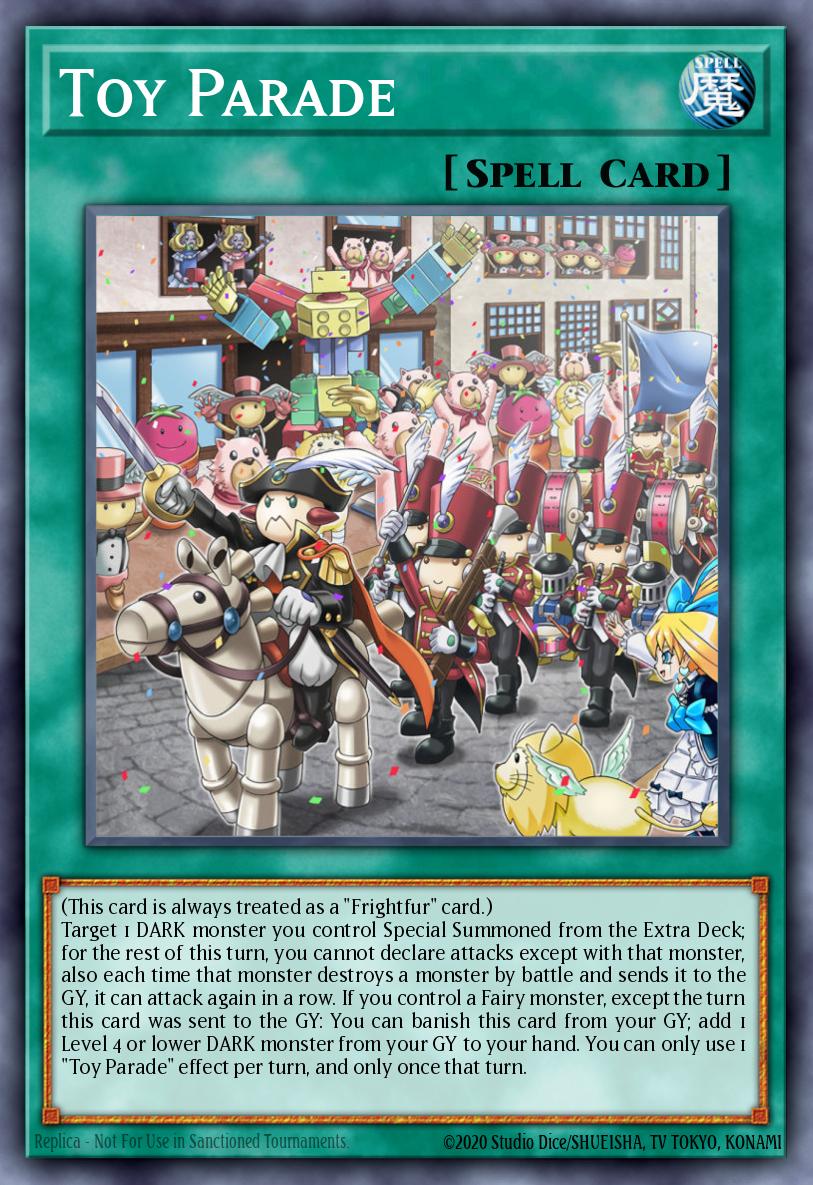 Toy Parade
SPELL
魔
[ Spell Card ]
(This card is always treated as a "Frightfur" card.)
Target 1 DARK monster you control Special Summoned from the Extra Deck;
for the rest of this turn, you cannot declare attacks except with that monster,
also each time that monster destroys a monster by battle and sends it to the
GY, it can attack again in a row. If you control a Fairy monster, except the turn
this card was sent to the GY: You can banish this card from your GY; add 1
Level 4 or lower DARK monster from your GY to your hand. You can only use 1
"Toy Parade" effect per turn, and only once that turn.
Replica - Not For Use in Sanctioned Tournaments.
©2020 Studio Dice/SHUEISHA, TV TOKYO, KONAMI